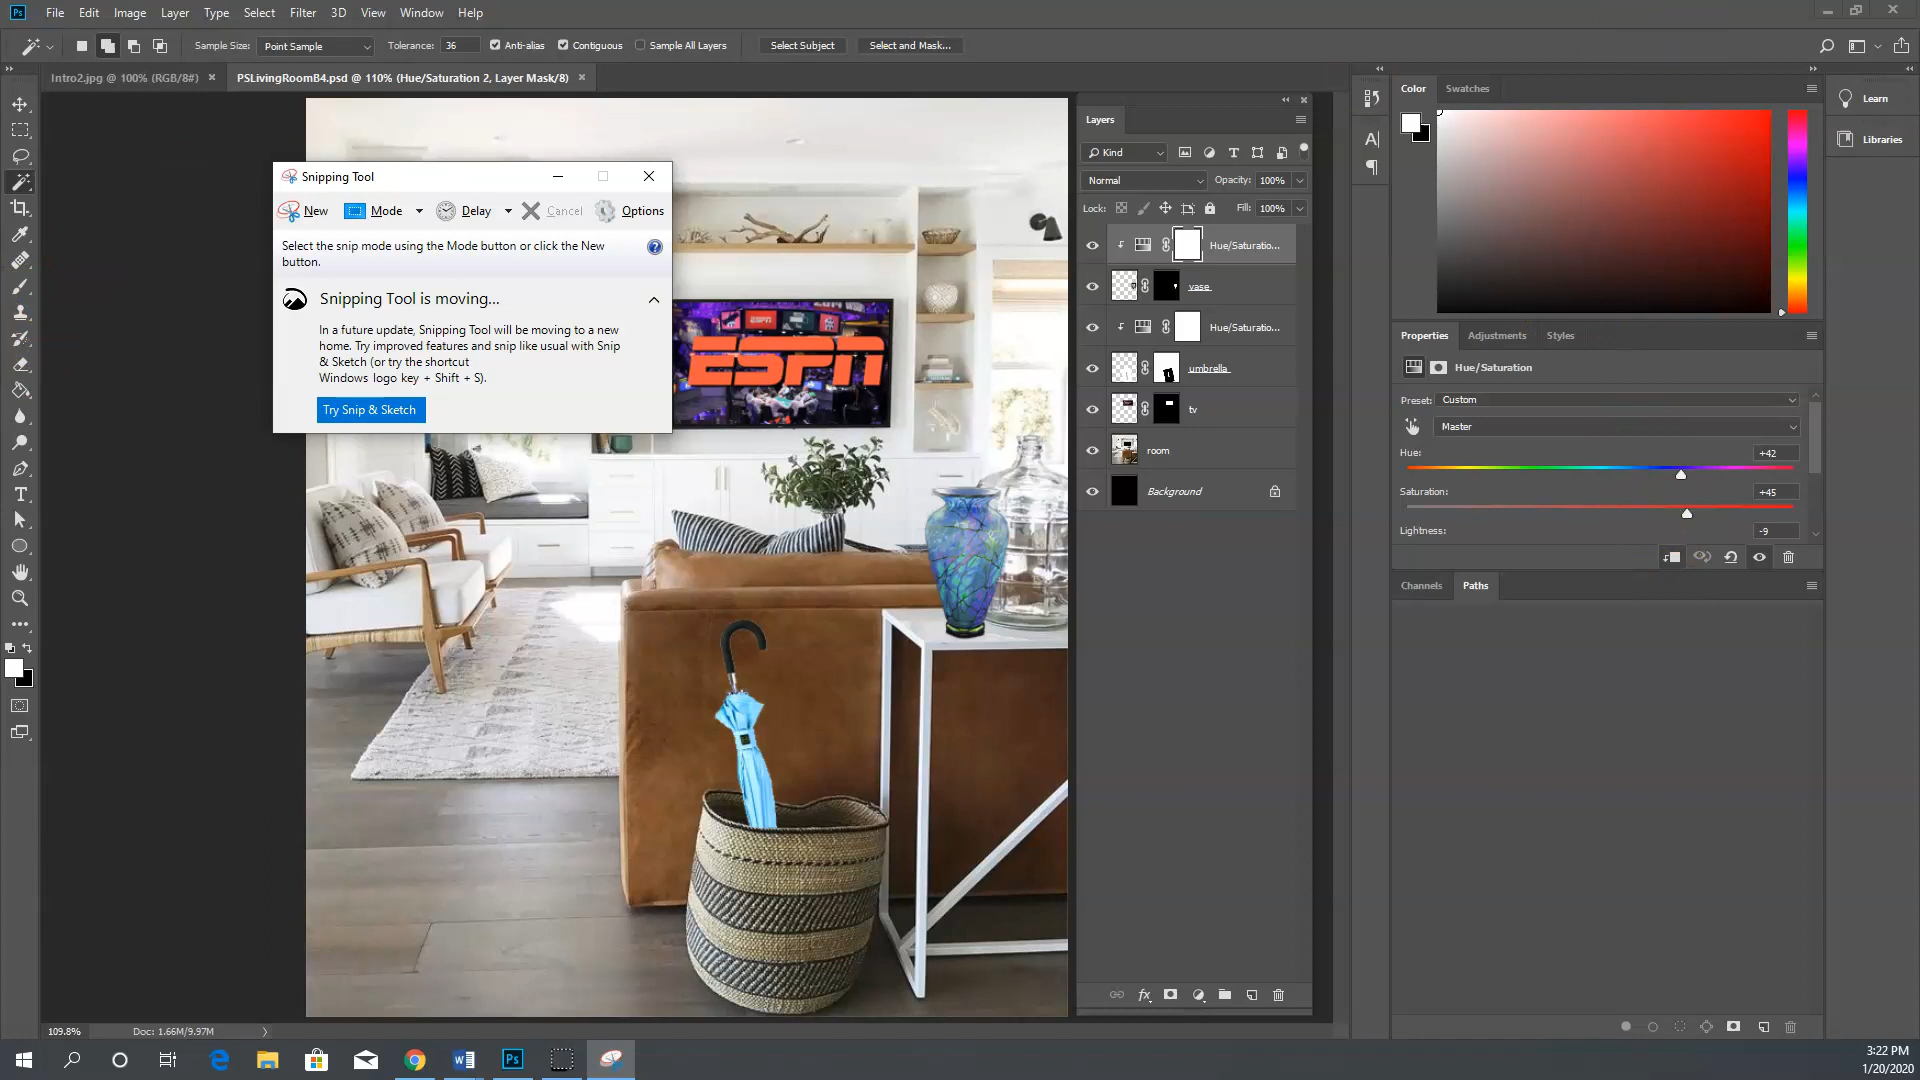 Ps File Edit Image Layer Type Select Filter 3D View Window Help
Sample Size: Point Sample Tolerance: 36 Anti-alias Contiguous Sample All Layers Select Subject Select and Mask...
Intro2.jpg @ 100% (RGB/8#) × PSLivingRoomB4.psd @ 110% (Hue/Saturation 2, Layer Mask/8) ×
Snipping Tool
New Mode Delay Cancel Options
Select the snip mode using the Mode button or click the New
button.
Snipping Tool is moving...
In a future update, Snipping Tool will be moving to a new
home. Try improved features and snip like usual with Snip
& Sketch (or try the shortcut
Windows logo key + Shift + S).
Try Snip & Sketch
ESPN
ESPN
Layers
Kind
Normal Opacity: 100%
Lock: Fill: 100%
Hue/Saturatio...
vase
Hue/Saturatio...
umbrella
tv
room
Background
Color Swatches
Learn
Libraries
Properties Adjustments Styles
Hue/Saturation
Preset: Custom
Master
Hue: +42
Saturation: +45
Lightness: -9
Channels Paths
109.8% Doc: 1.66M/9.97M
3:22 PM
1/20/2020